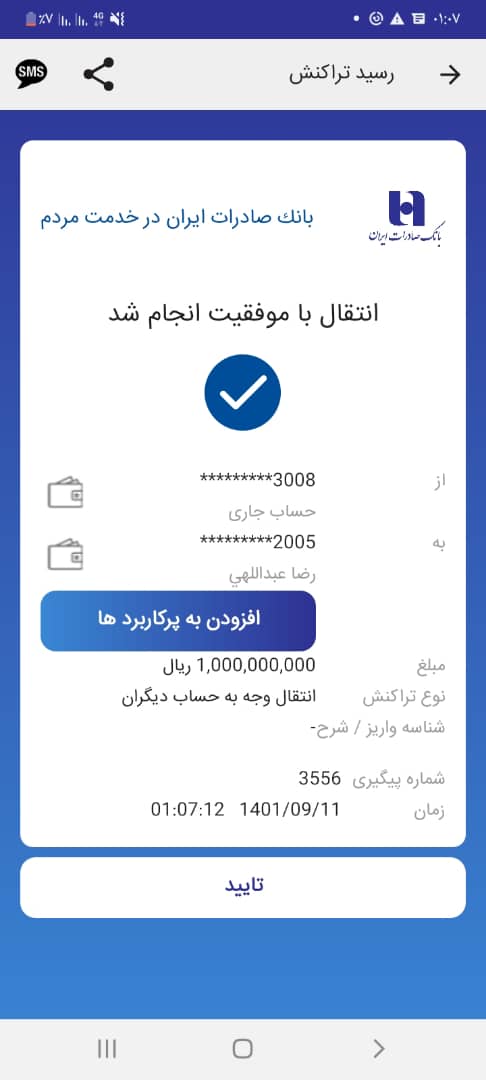 ٪۷ 4G ۰۱:۰۷
SMS
رسید تراکنش
بانک صادرات ایران
بانك صادرات ایران در خدمت مردم
انتقال با موفقیت انجام شد
از *********3008
حساب جاری
به *********2005
رضا عبداللهي
افزودن به پرکاربرد ها
مبلغ 1,000,000,000 ریال
نوع تراکنش انتقال وجه به حساب دیگران
شناسه واریز / شرح-
شماره پیگیری 3556
زمان 1401/09/11 01:07:12
تایید